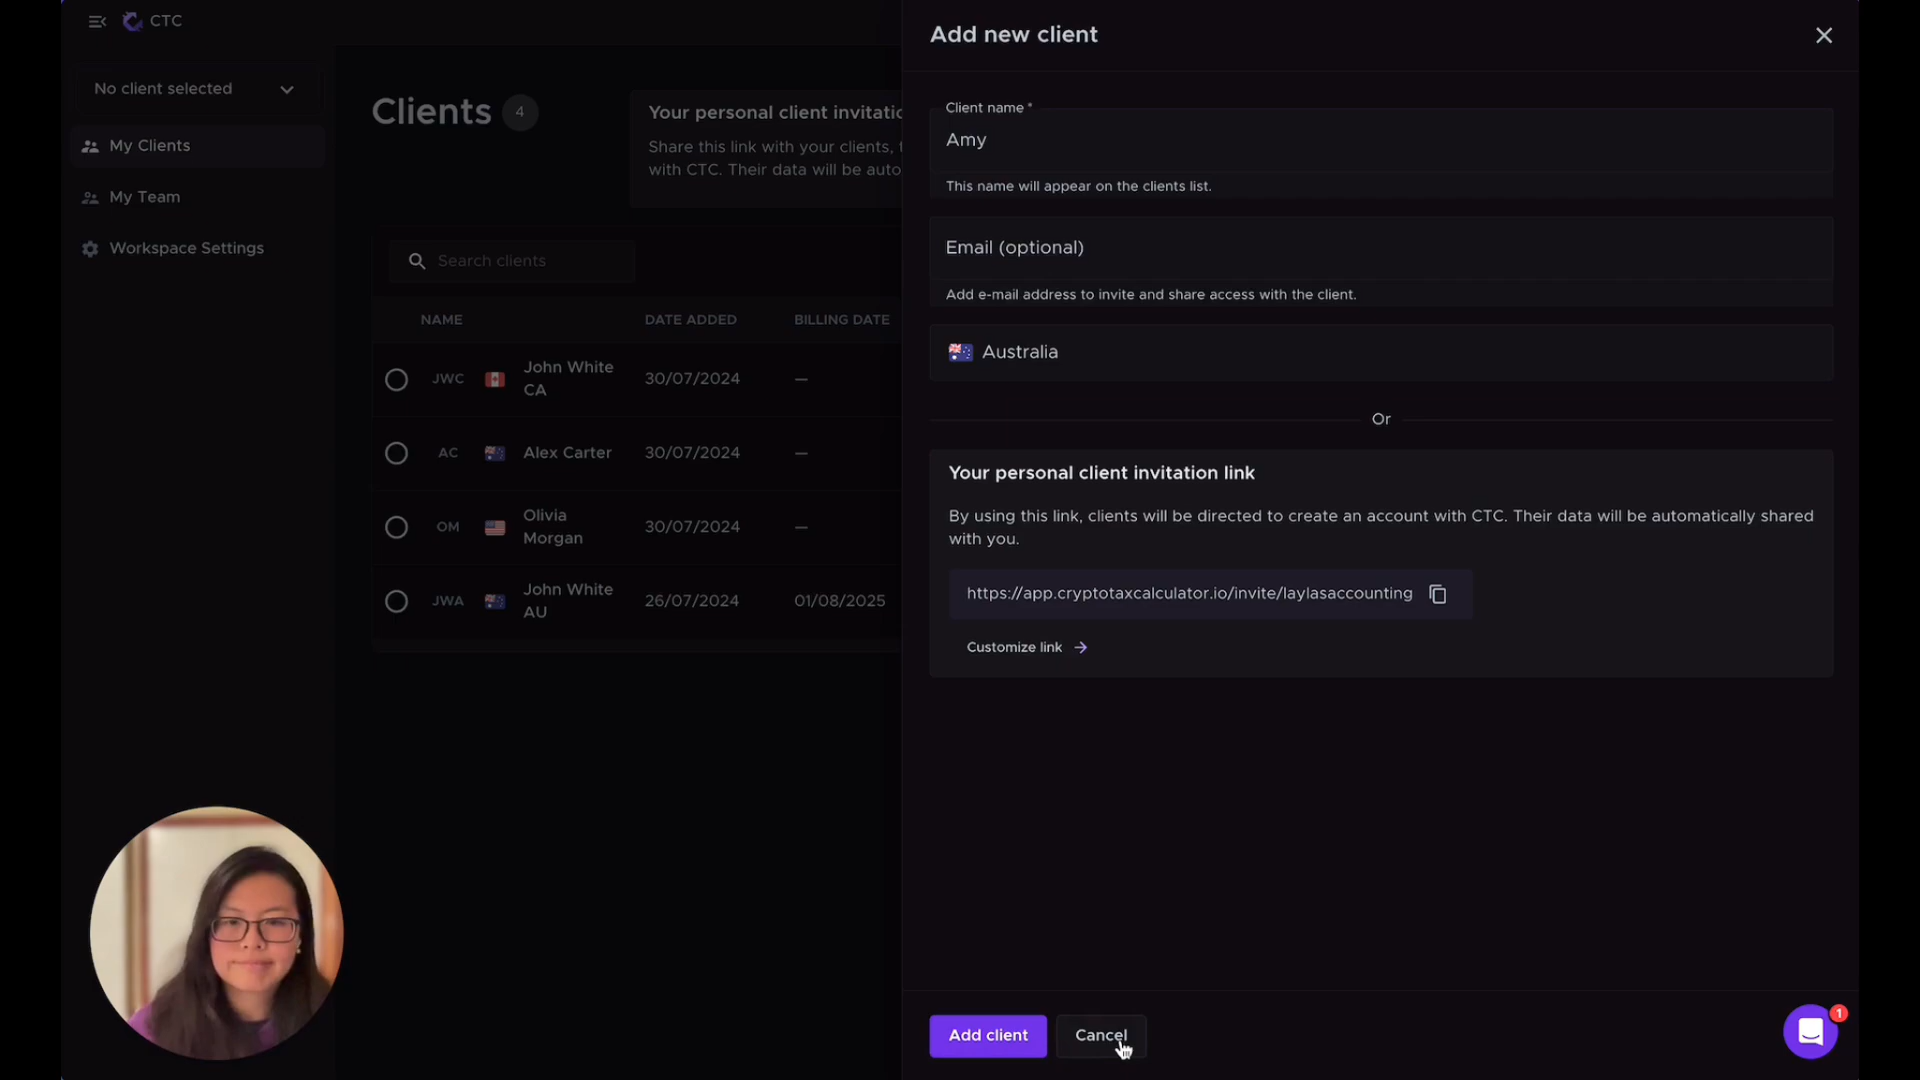 CTC
No client selected
My Clients
My Team
Workspace Settings
Clients 4
Your personal client invitatio
Share this link with your clients, t
with CTC. Their data will be auto
Search clients
NAME DATE ADDED BILLING DATE
JWC John White CA 30/07/2024 —
AC Alex Carter 30/07/2024 —
OM Olivia Morgan 30/07/2024 —
JWA John White AU 26/07/2024 01/08/2025
Add new client
Client name *
Amy
This name will appear on the clients list.
Email (optional)
Add e-mail address to invite and share access with the client.
Australia
Or
Your personal client invitation link
By using this link, clients will be directed to create an account with CTC. Their data will be automatically shared
with you.
https://app.cryptotaxcalculator.io/invite/laylasaccounting
Customize link →
Add client Cancel
1